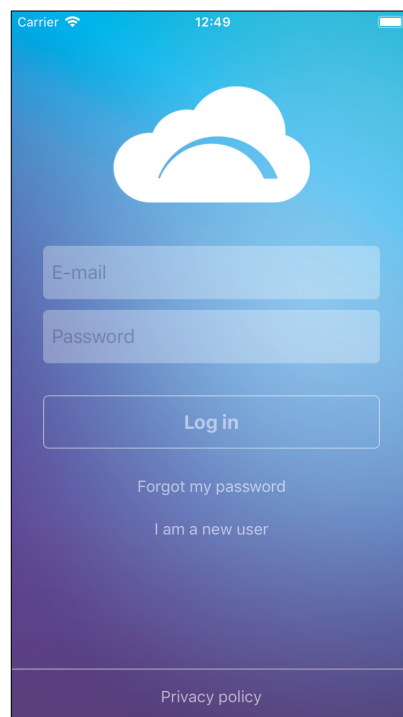 Carrier 12:49
E-mail
Password
Log in
Forgot my password
I am a new user
Privacy policy